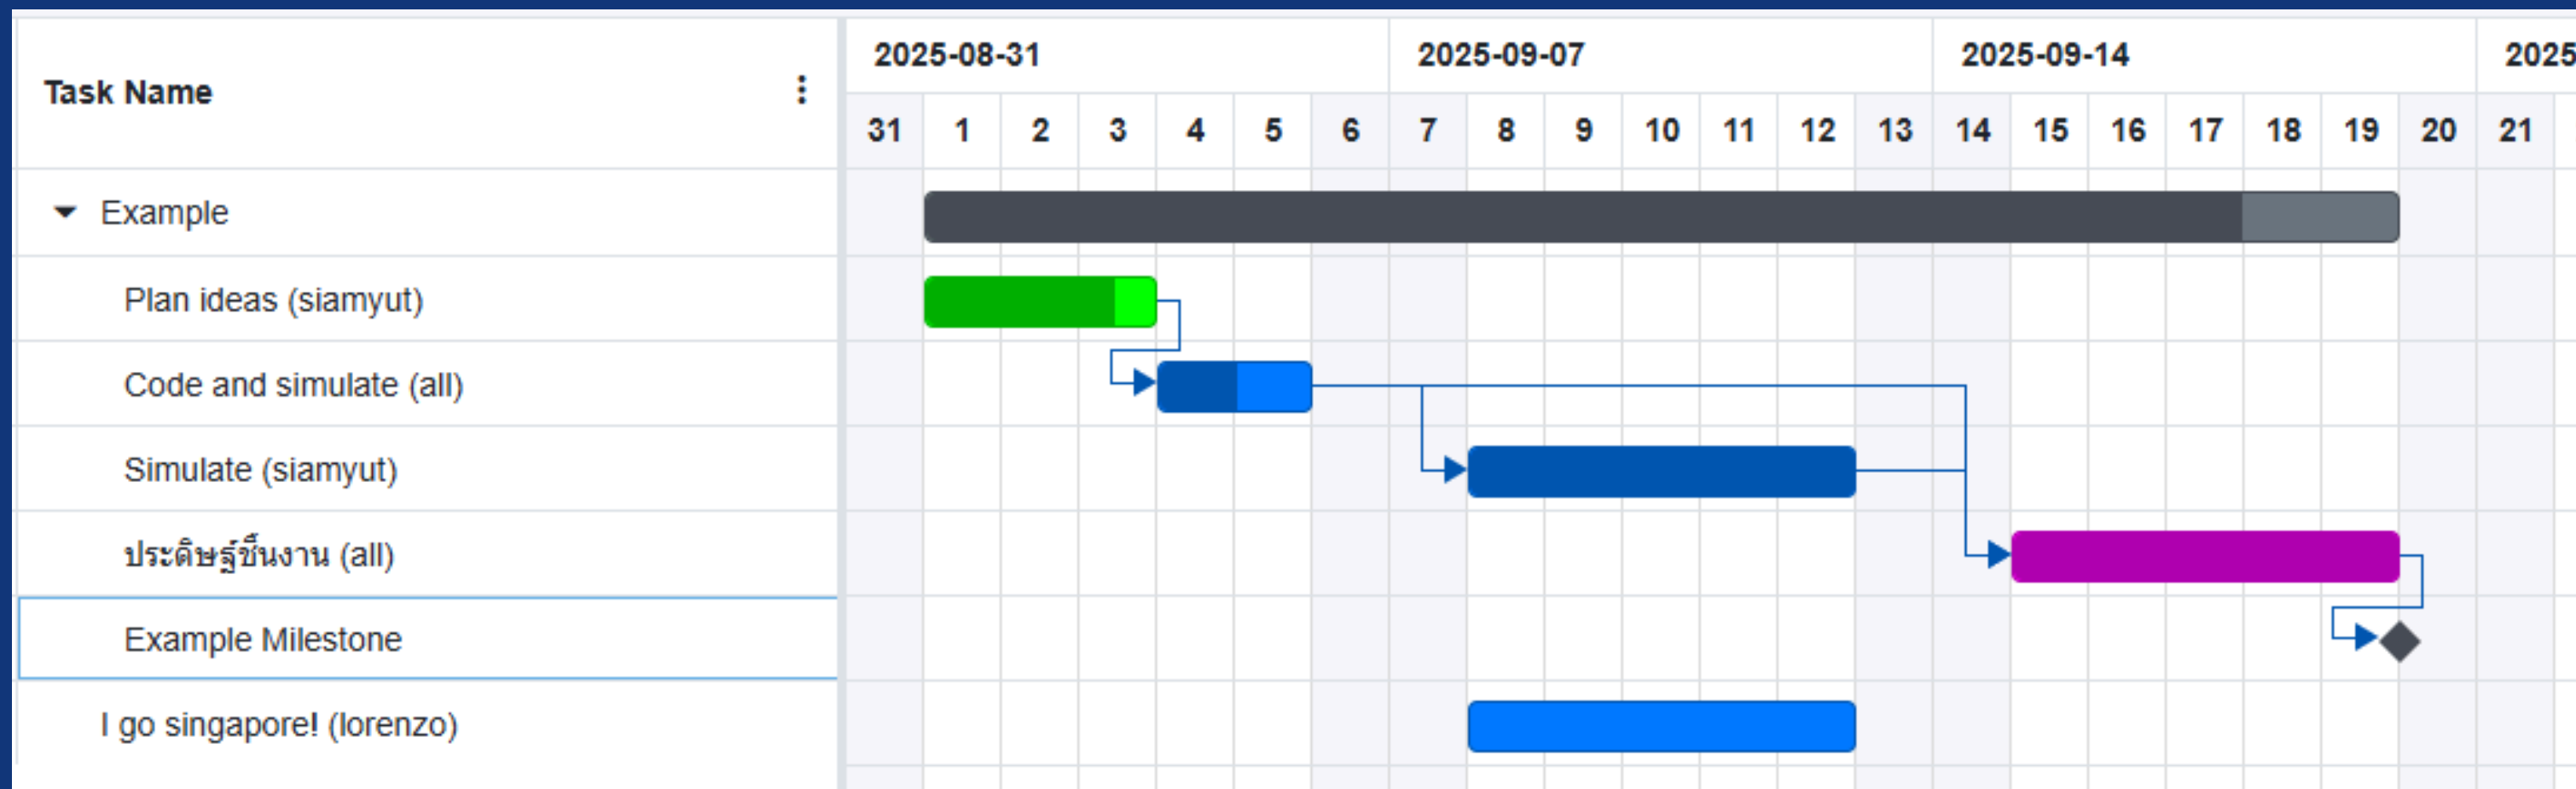 Task Name
2025-08-31 2025-09-07 2025-09-14 2025
31 1 2 3 4 5 6 7 8 9 10 11 12 13 14 15 16 17 18 19 20 21
Example
Plan ideas (siamyut)
Code and simulate (all)
Simulate (siamyut)
ประดิษฐ์ชิ้นงาน (all)
Example Milestone
I go singapore! (lorenzo)